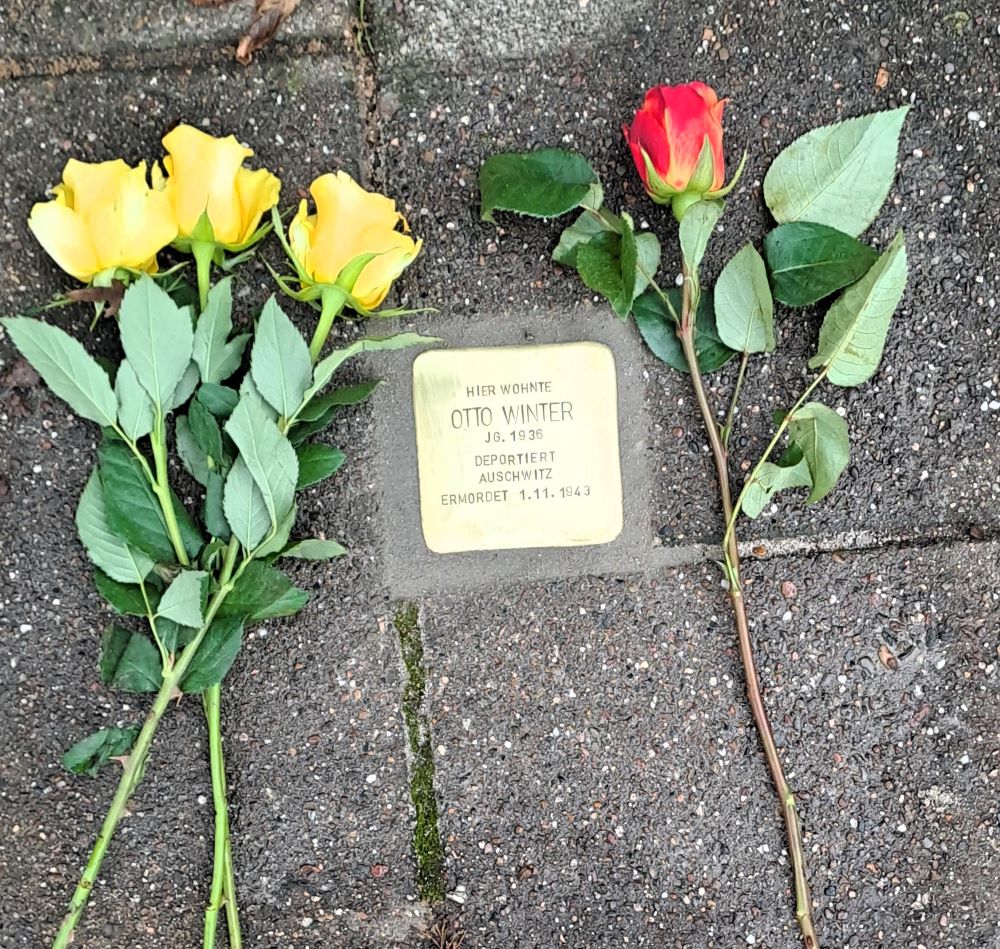 HIER WOHNTE
OTTO WINTER
JG. 1936
DEPORTIERT
AUSCHWITZ
ERMORDET 1.11.1943